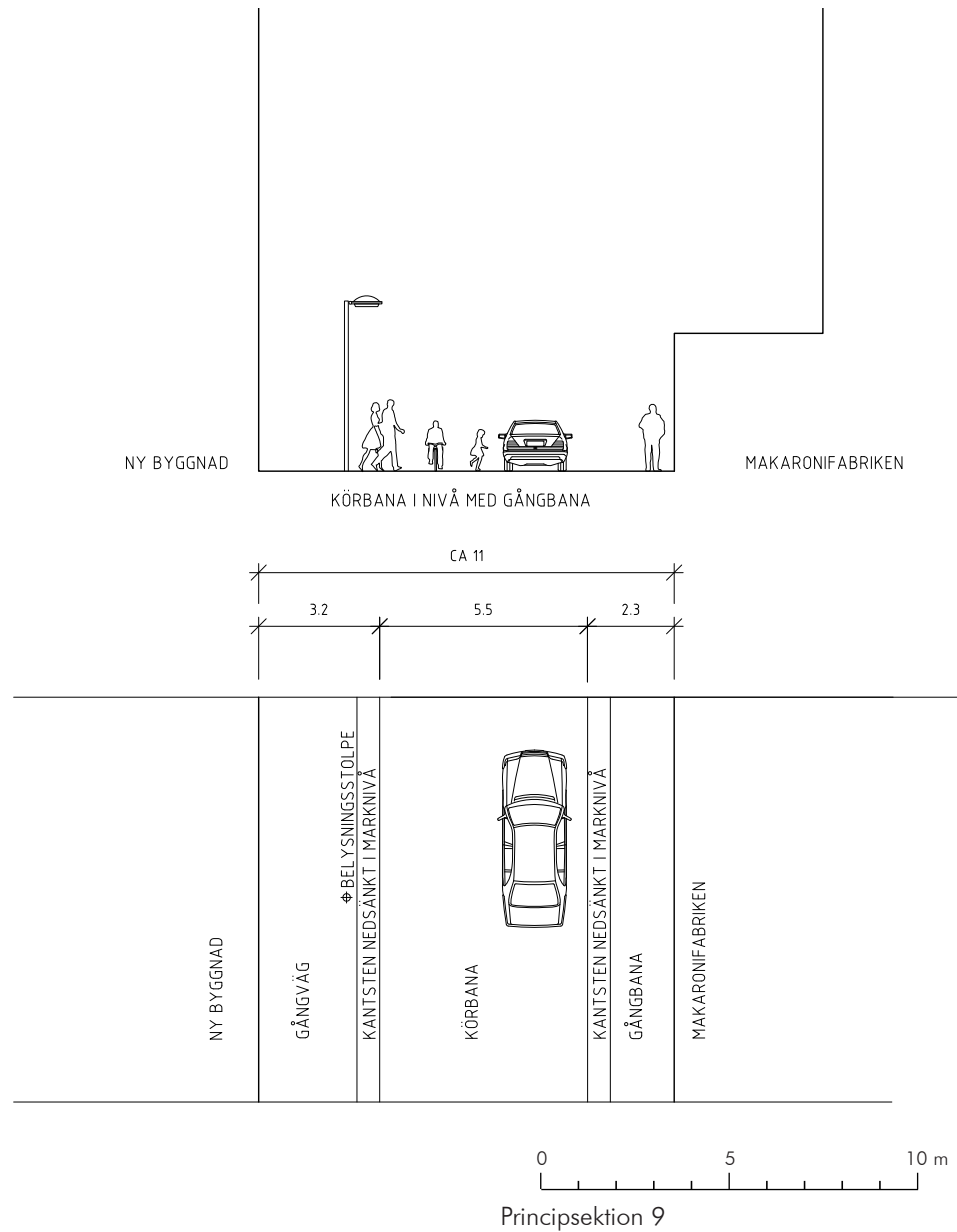 NY BYGGNAD
MAKARONIFABRIKEN
KÖRBANA I NIVÅ MED GÅNGBANA
CA 11
3.2
5.5
2.3
NY BYGGNAD
GÅNGVÄG
BELYSNINGSSTOLPE
KANTSTEN NEDSÄNKT I MARKNIVÅ
KÖRBANA
KANTSTEN NEDSÄNKT I MARKNIVÅ
GÅNGBANA
MAKARONIFABRIKEN
0
5
10 m
Principsektion 9